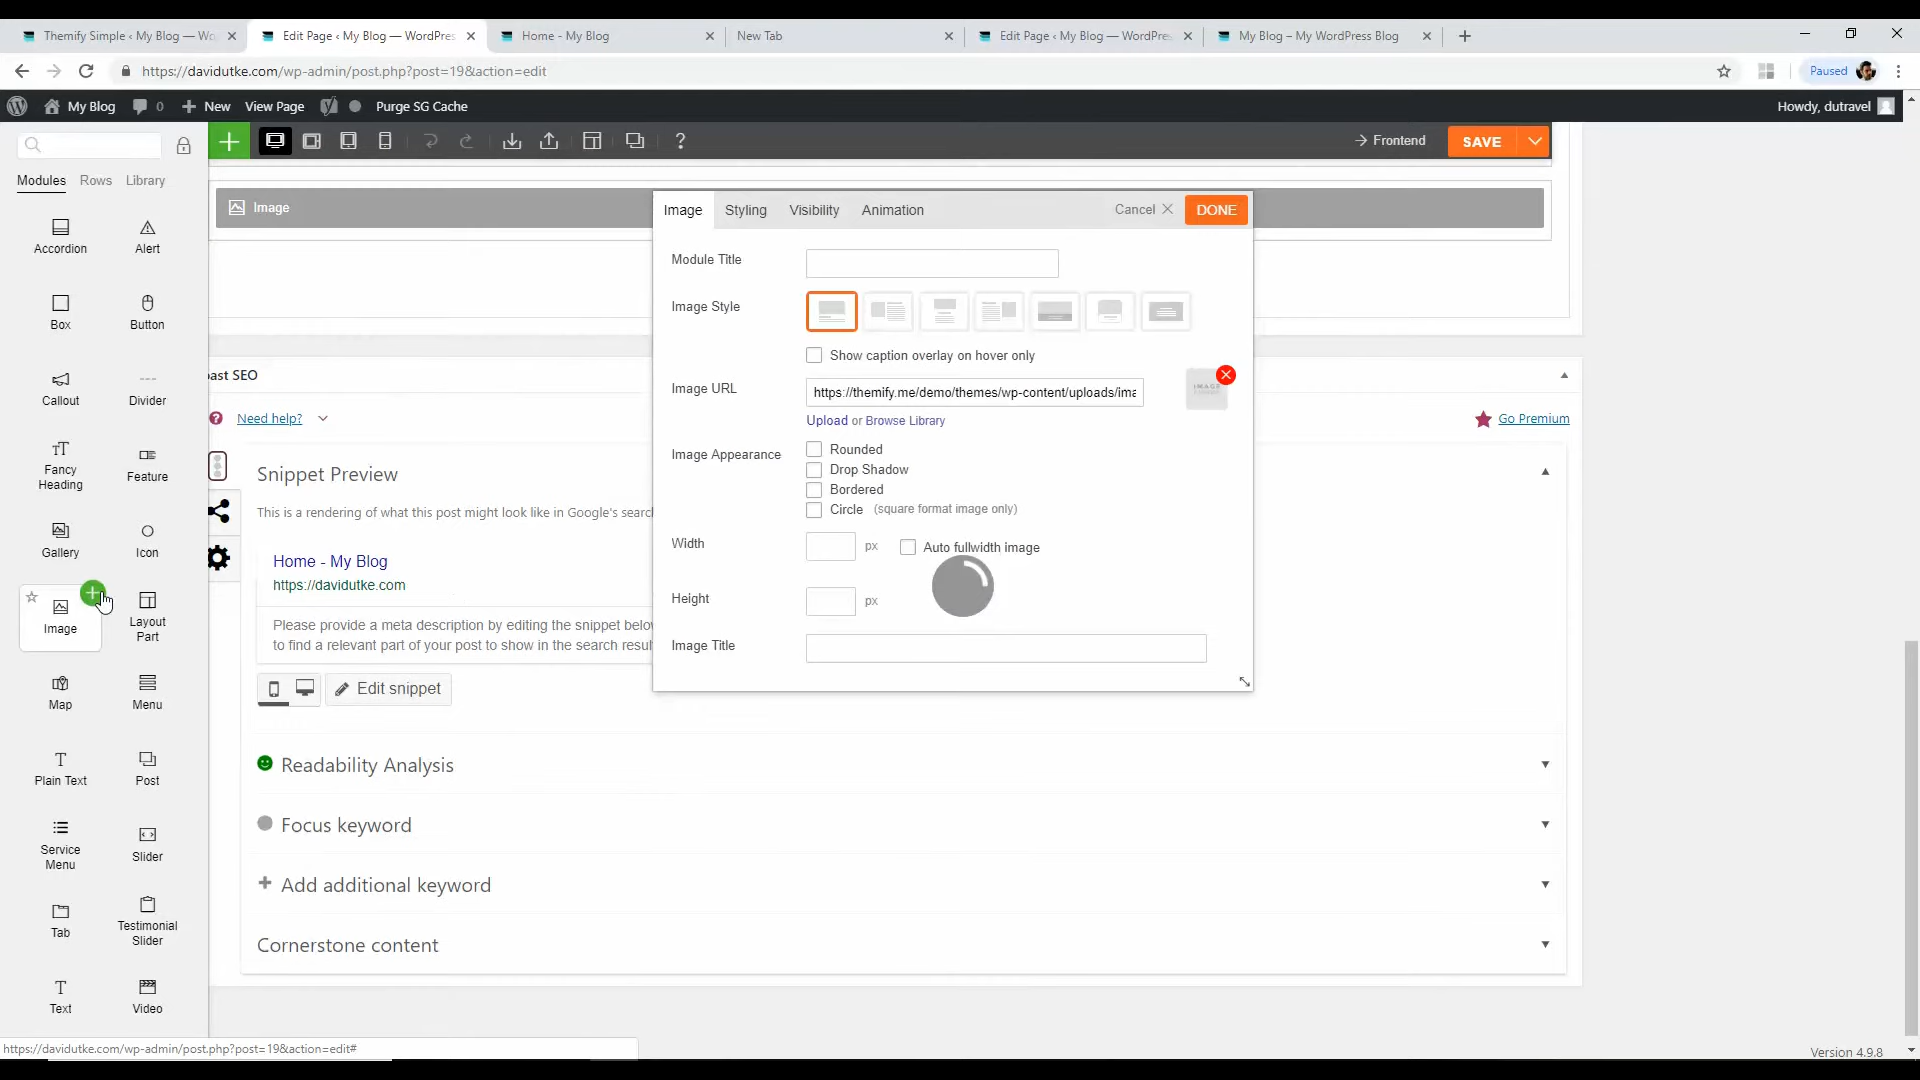 Themify Simple ‹ My Blog — Wo
Edit Page ‹ My Blog — WordPres
Home - My Blog
New Tab
Edit Page ‹ My Blog — WordPres
My Blog – My WordPress Blog
https://davidutke.com/wp-admin/post.php?post=19&action=edit
Paused
My Blog
0
New
View Page
Purge SG Cache
Howdy, dutravel
Frontend
SAVE
Modules
Rows
Library
Accordion
Alert
Box
Button
Callout
Divider
Fancy
Heading
Feature
Gallery
Icon
Image
Layout
Part
Map
Menu
Plain Text
Post
Service
Menu
Slider
Tab
Testimonial
Slider
Text
Video
Image
Image
Styling
Visibility
Animation
Cancel
DONE
Module Title
Image Style
Show caption overlay on hover only
Image URL
https://themify.me/demo/themes/wp-content/uploads/ima
IMAGE
Upload or Browse Library
Image Appearance
Rounded
Drop Shadow
Bordered
Circle (square format image only)
Width
px
Auto fullwidth image
Height
px
Image Title
ast SEO
Need help?
Go Premium
Snippet Preview
This is a rendering of what this post might look like in Google's searc
Home - My Blog
https://davidutke.com
Please provide a meta description by editing the snippet belov
to find a relevant part of your post to show in the search resul
Edit snippet
Readability Analysis
Focus keyword
Add additional keyword
Cornerstone content
https://davidutke.com/wp-admin/post.php?post=19&action=edit#
Version 4.9.8